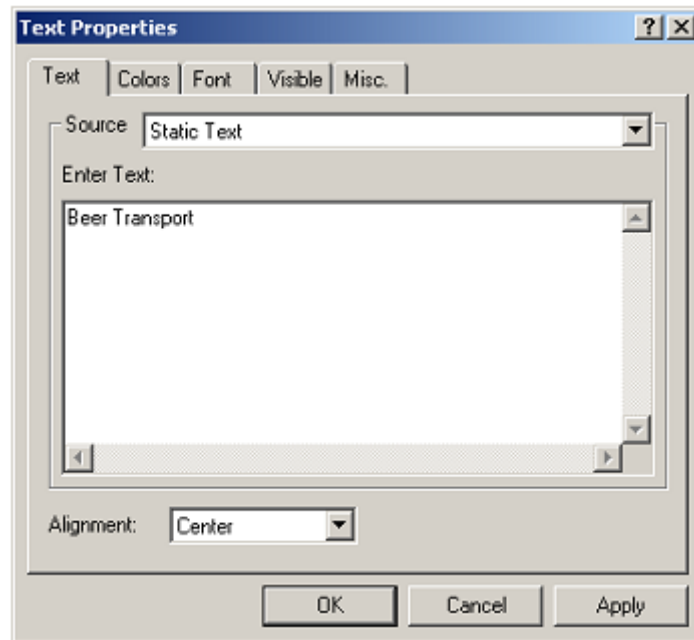 Text Properties
Text Colors Font Visible Misc.
Source Static Text
Enter Text:
Beer Transport
Alignment: Center
OK Cancel Apply